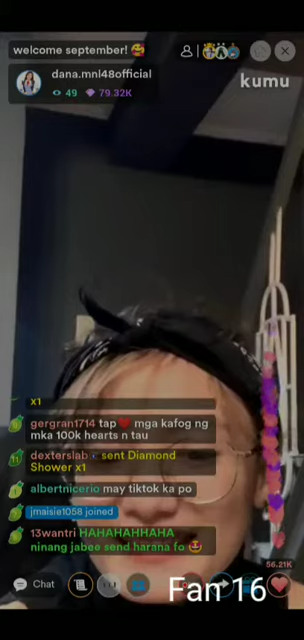 welcome september! 🥰
dana.mnl48official
49 79.32K
kumu
x1
gergran1714 tap ❤️ mga kafog ng
mka 100k hearts n tau
dexterslab sent Diamond
Shower x1
albertnicerio may tiktok ka po
jmaisie1058 joined
13wantri HAHAHAHHAHA
ninang jabee send harana fo 🤩
56.21K
Chat
Fan 16